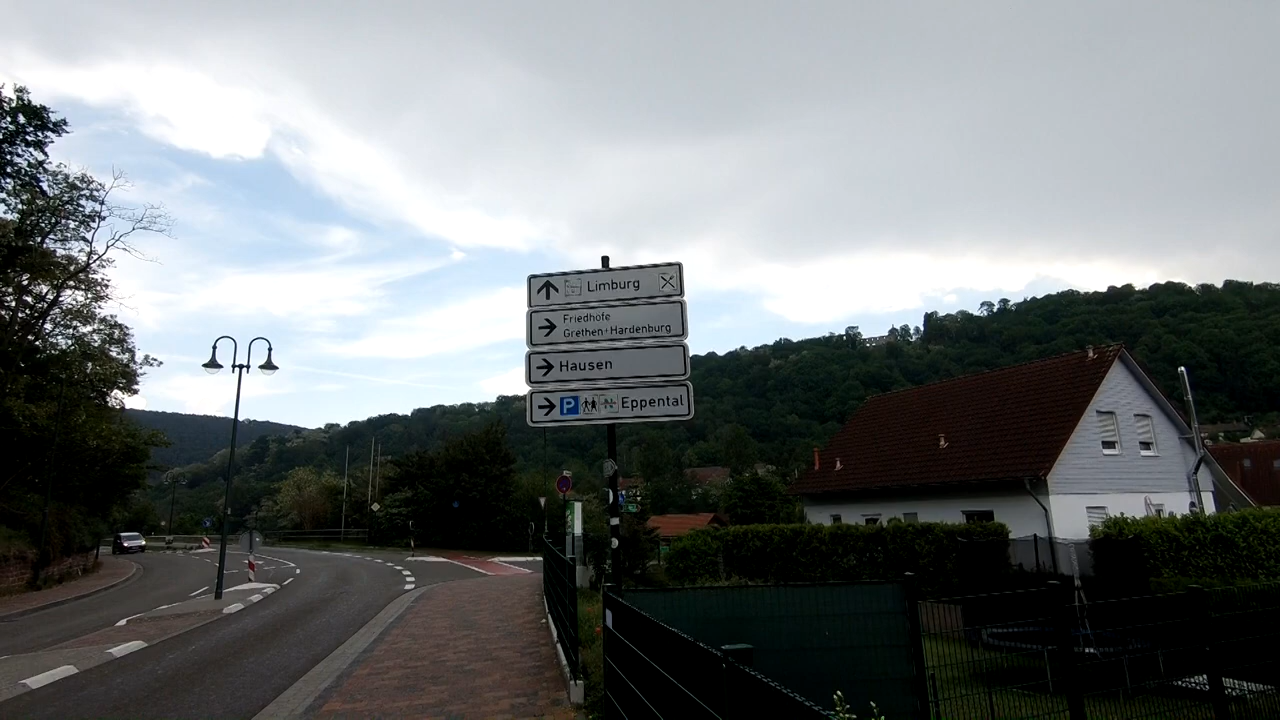 Limburg
Friedhöfe
Grethen+Hardenburg
Hausen
P Eppental